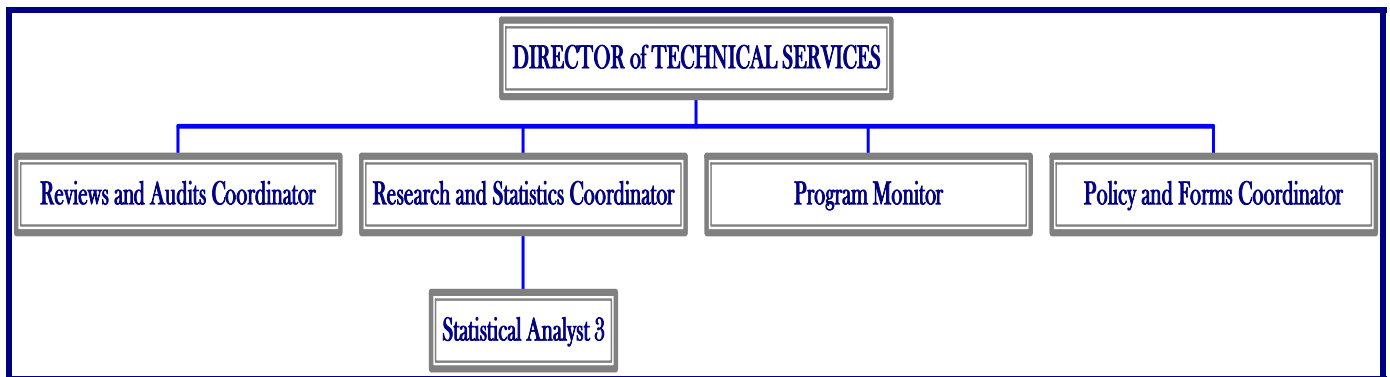 DIRECTOR of TECHNICAL SERVICES
Reviews and Audits Coordinator
Research and Statistics Coordinator
Program Monitor
Policy and Forms Coordinator
Statistical Analyst 3